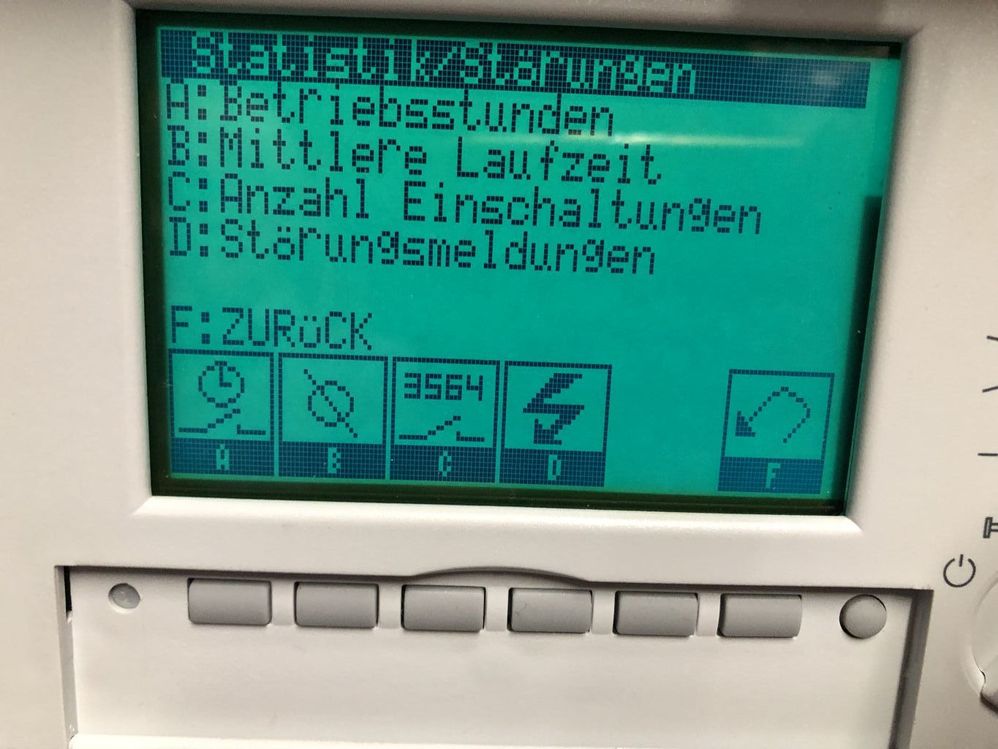 Statistik/Störungen
A:Betriebsstunden
B:Mittlere Laufzeit
C:Anzahl Einschaltungen
D:Störungsmeldungen
F:ZURüCK
3564
A B C D F